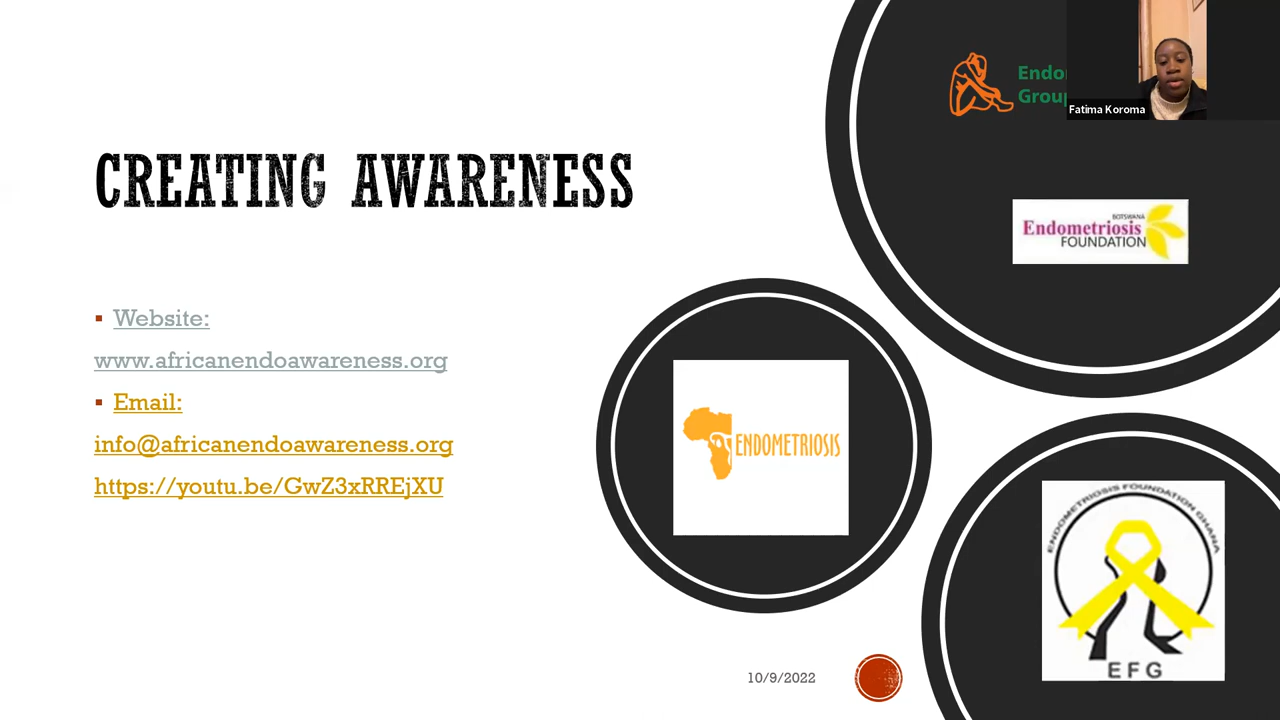 CREATING AWARENESS
Website:
www.africanendoawareness.org
Email:
info@africanendoawareness.org
https://youtu.be/GwZ3xRREjXU
Fatima Koroma
BOTSWANA
Endometriosis
FOUNDATION
ENDOMETRIOSIS
ENDOMETRIOSIS FOUNDATION GHANA
EFG
10/9/2022